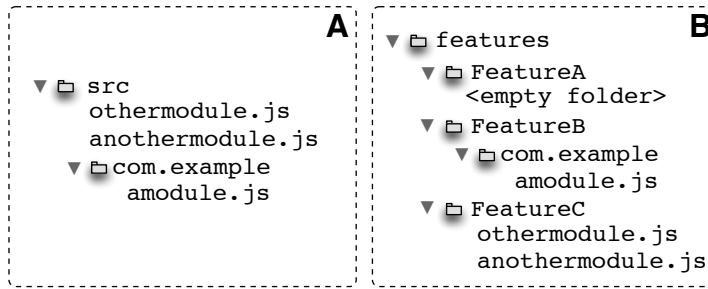 A
src
othermodule.js
anothermodule.js
com.example
amodule.js
B
features
FeatureA
<empty folder>
FeatureB
com.example
amodule.js
FeatureC
othermodule.js
anothermodule.js